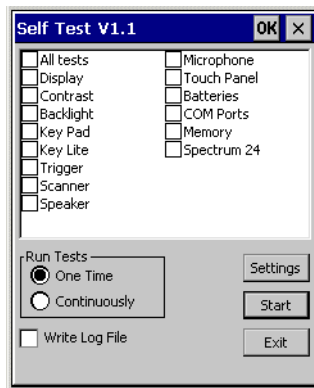 Self Test V1.1 OK ×
All tests
Display
Contrast
Backlight
Key Pad
Key Lite
Trigger
Scanner
Speaker
Microphone
Touch Panel
Batteries
COM Ports
Memory
Spectrum 24
Run Tests
One Time
Continuously
Write Log File
Settings
Start
Exit